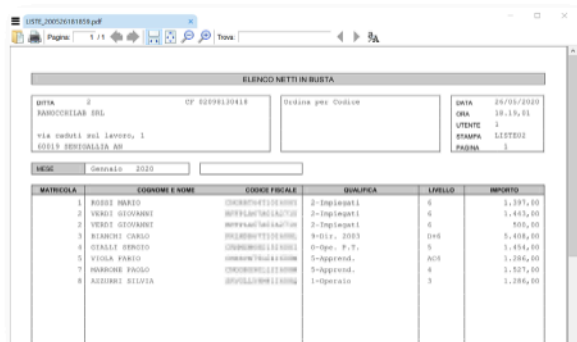 LISTE_200526181859.pdf
Pagina: 1 / 1 Trova:
ELENCO NETTI IN BUSTA
DITTA 2 CF 02098130418
RANOCCHILAB SRL
via caduti sul lavoro, 1
60019 SENIGALLIA AN
Ordine per Codice
DATA 26/05/2020
ORA 18.19,01
UTENTE 1
STAMPA LISTE02
PAGINA 1
MESE Gennaio 2020
MATRICOLA COGNOME E NOME CODICE FISCALE QUALIFICA LIVELLO IMPORTO
1 ROSSI MARIO 2-Impiegati 6 1.397,00
2 VERDI GIOVANNI 2-Impiegati 6 1.443,00
2 VERDI GIOVANNI 2-Impiegati 6 500,00
3 BIANCHI CARLO 9-Dir. 2003 D+6 5.408,00
4 GIALLI SERGIO 0-Ope. P.T. 5 1.454,00
5 VIOLA FABIO 5-Apprend. 1.286,00
7 MARRONE PAOLO 5-Apprend. 4 1.527,00
8 AZZURRI SILVIA 1-Operaio 3 1.286,00